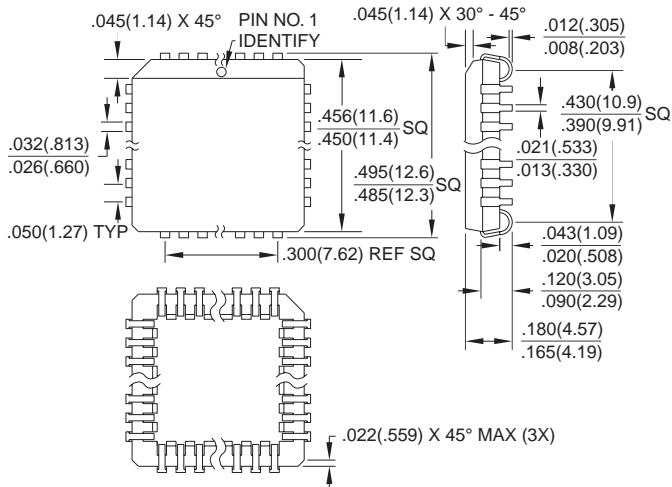 .045(1.14) X 45°
PIN NO. 1
IDENTIFY
.045(1.14) X 30° - 45°
.012(.305)
.008(.203)
.032(.813)
.026(.660)
.456(11.6)
.450(11.4)
SQ
.430(10.9)
.390(9.91)
SQ
.021(.533)
.013(.330)
.495(12.6)
.485(12.3)
SQ
.050(1.27) TYP
.300(7.62) REF SQ
.043(1.09)
.020(.508)
.120(3.05)
.090(2.29)
.180(4.57)
.165(4.19)
.022(.559) X 45° MAX (3X)